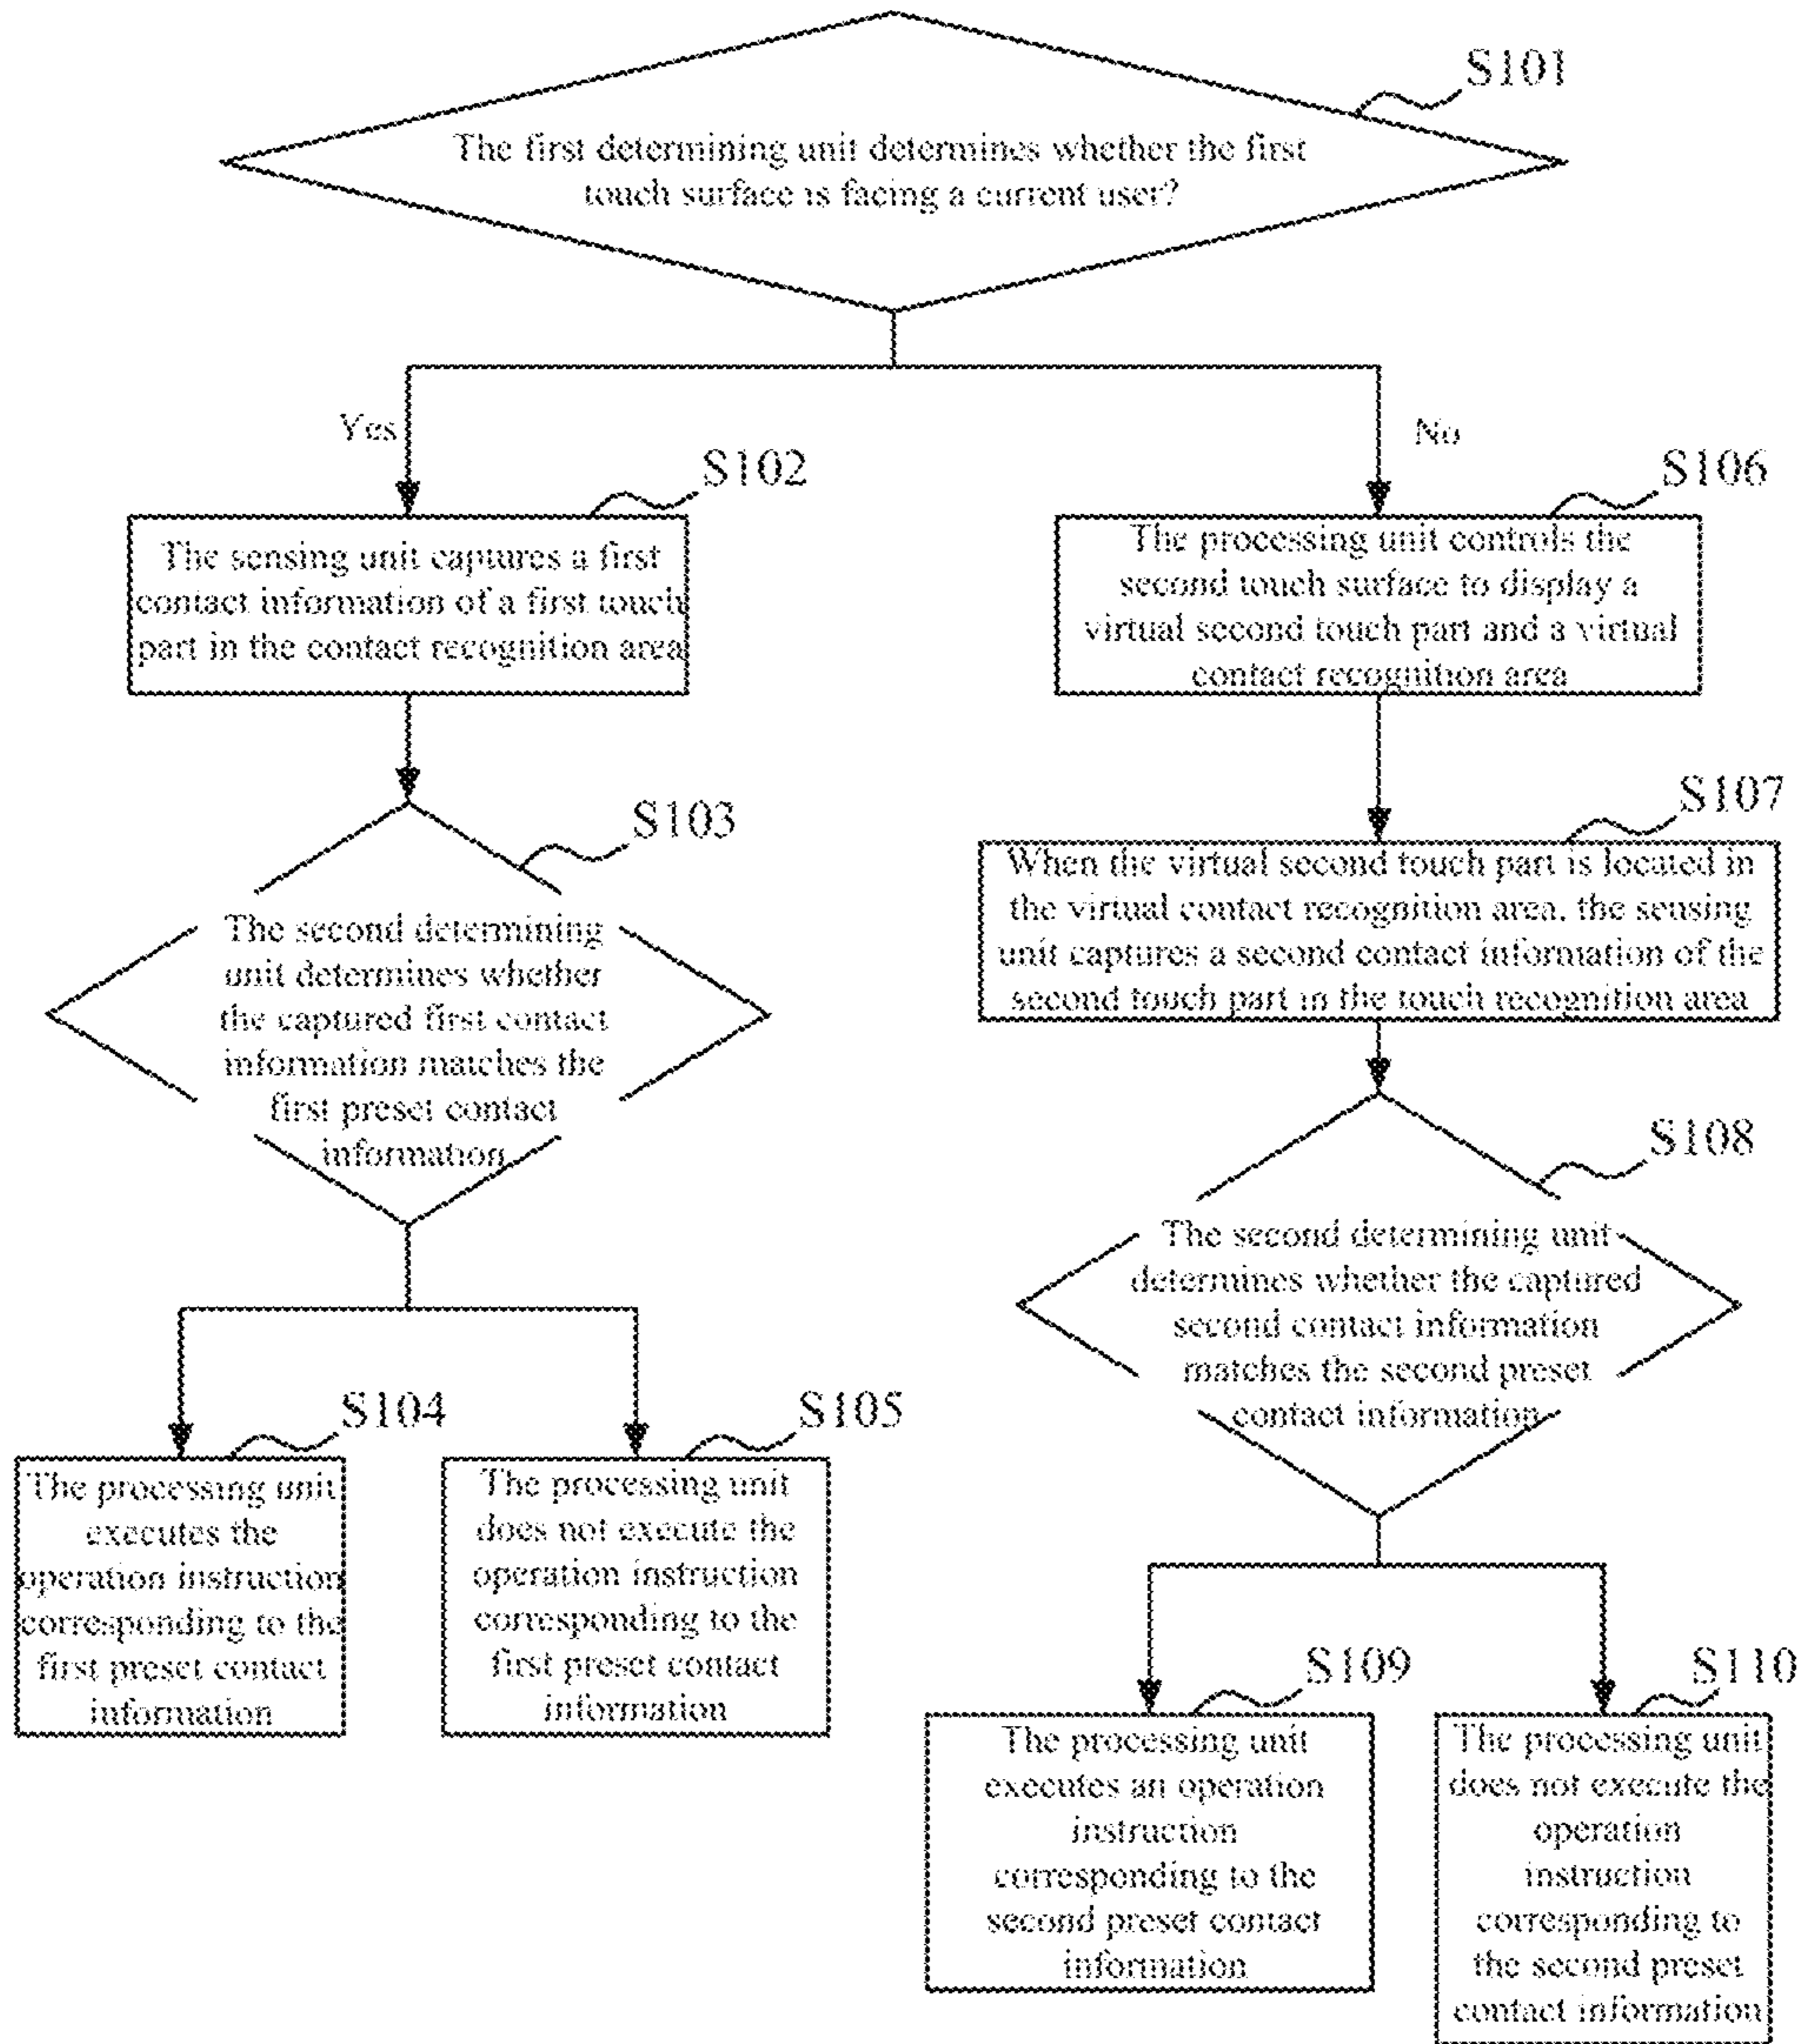 S101
The first determining unit determines whether the first
touch surface is facing a current user?
Yes
No
S102
The sensing unit captures a first
contact information of a first touch
part in the contact recognition area
S106
The processing unit controls the
second touch surface to display a
virtual second touch part and a virtual
contact recognition area
S103
The second determining
unit determines whether
the captured first contact
information matches the
first preset contact
information
S107
When the virtual second touch part is located in
the virtual contact recognition area, the sensing
unit captures a second contact information of the
second touch part in the touch recognition area
S108
The second determining unit
determines whether the captured
second contact information
matches the second preset
contact information
S104
The processing unit
executes the
operation instruction
corresponding to the
first preset contact
information
S105
The processing unit
does not execute the
operation instruction
corresponding to the
first preset contact
information
S109
The processing unit
executes an operation
instruction
corresponding to the
second preset contact
information
S110
The processing unit
does not execute the
operation
instruction
corresponding to
the second preset
contact information